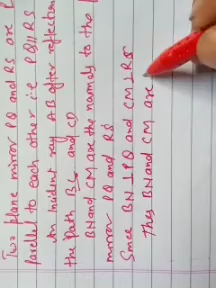 Two plane mirror PQ and RS are P
parellel to each other i.e PQ||RS
An incident ray AB after reflection
the Path BC and CD
BN and CM are the normals to the p
mirror PQ and RS
Since BN ⊥ PQ and CM ⊥ RS
Thus BN and CM are